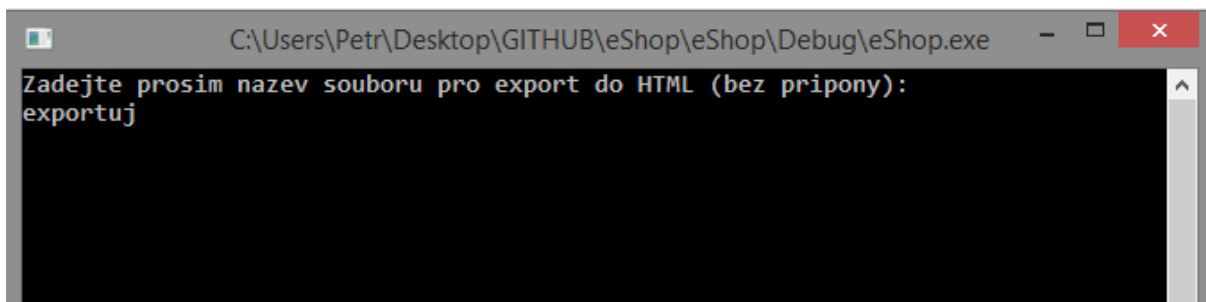 C:\Users\Petr\Desktop\GITHUB\eShop\eShop\Debug\eShop.exe
Zadejte prosim nazev souboru pro export do HTML (bez pripony):
exportuj